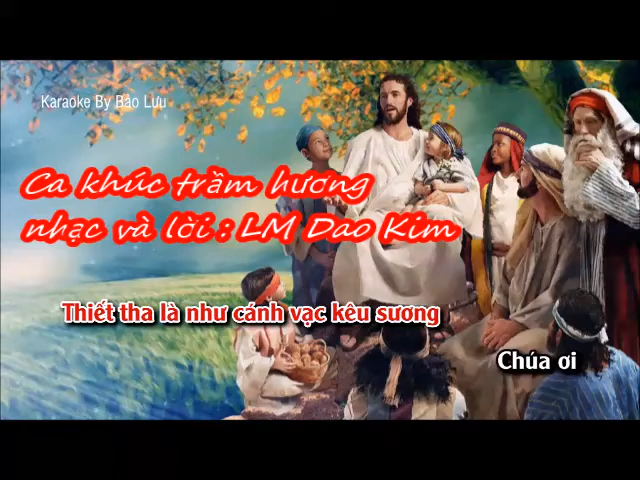 Karaoke By Bảo Lưu
Ca khúc trầm hương
nhạc và lời : LM Dao Kim
Thiết tha là như cánh vạc kêu sương
Chúa ơi